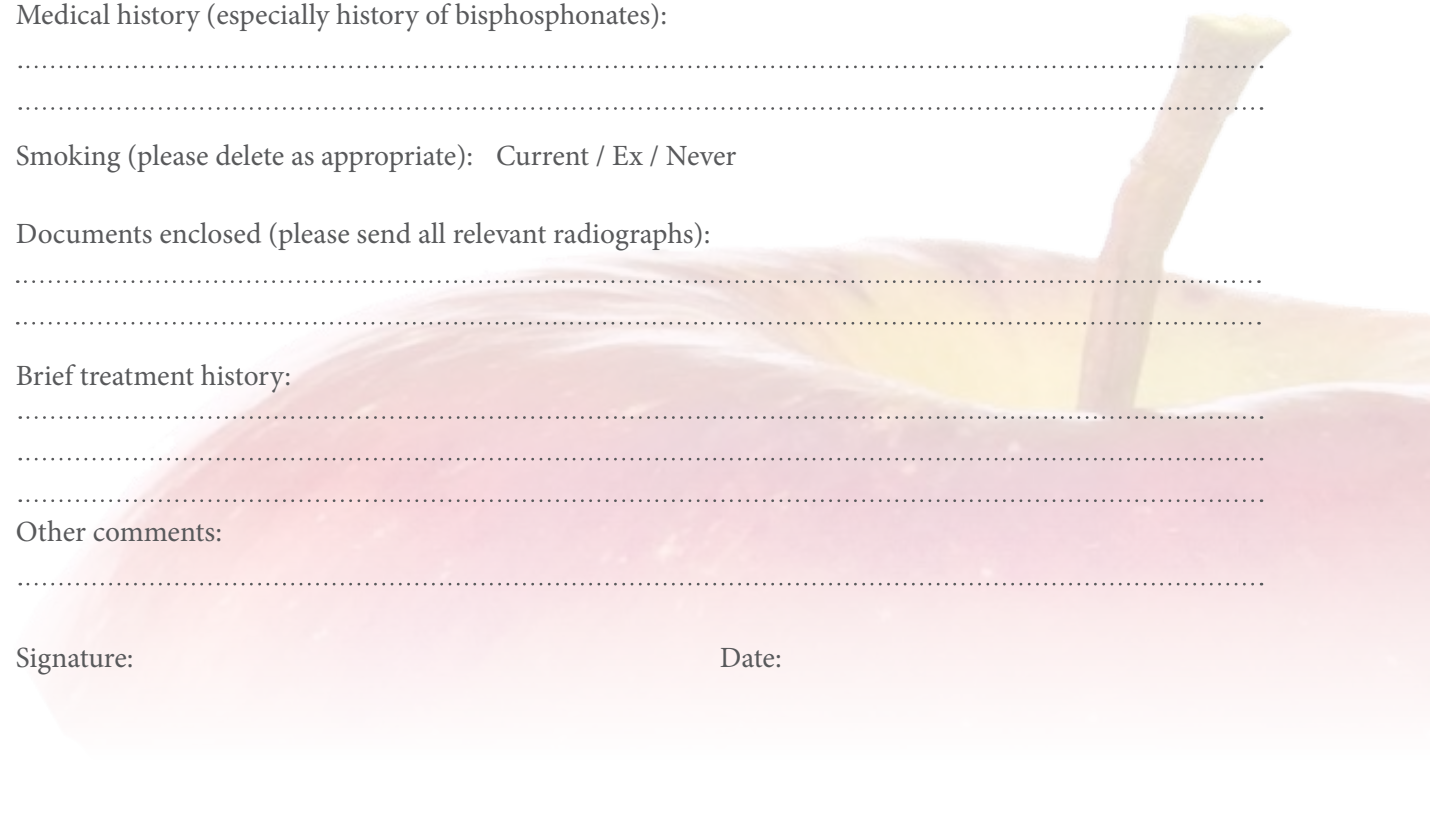 Medical history (especially history of bisphosphonates):
..............................................................................................................................................................................
..............................................................................................................................................................................
Smoking (please delete as appropriate): Current / Ex / Never
Documents enclosed (please send all relevant radiographs):
..............................................................................................................................................................................
..............................................................................................................................................................................
Brief treatment history:
..............................................................................................................................................................................
..............................................................................................................................................................................
..............................................................................................................................................................................
Other comments:
..............................................................................................................................................................................
Signature: Date: